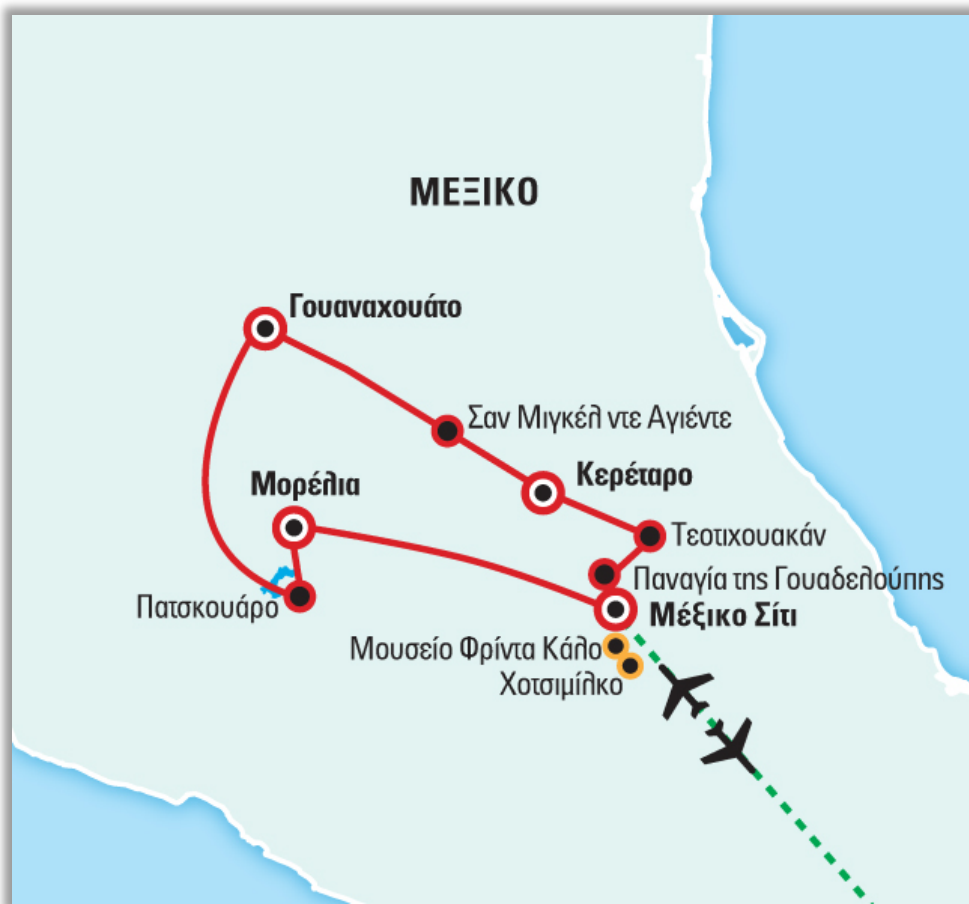 ΜΕΞΙΚΟ
Γουαναχουάτο
Σαν Μιγκέλ ντε Αγιέντε
Κερέταρο
Μορέλια
Τεοτιχουακάν
Παναγία της Γουαδελούπης
Πατσκουάρο
Μέξικο Σίτι
Μουσείο Φρίντα Κάλο
Χοτσιμίλκο